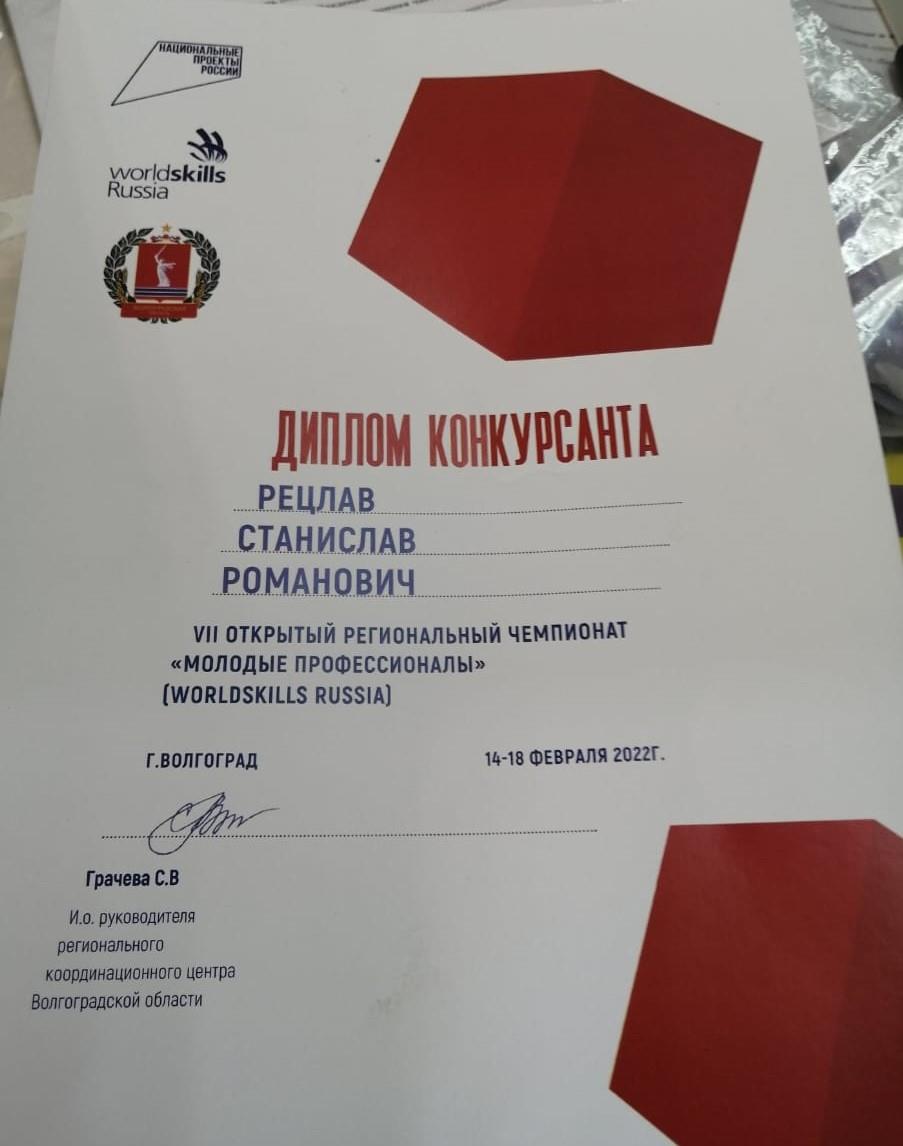 НАЦИОНАЛЬНЫЕ
ПРОЕКТЫ
РОССИИ
worldskills
Russia
ДИПЛОМ КОНКУРСАНТА
РЕЦЛАВ
СТАНИСЛАВ
РОМАНОВИЧ
VII ОТКРЫТЫЙ РЕГИОНАЛЬНЫЙ ЧЕМПИОНАТ
«МОЛОДЫЕ ПРОФЕССИОНАЛЫ»
(WORLDSKILLS RUSSIA)
Г.ВОЛГОГРАД 14-18 ФЕВРАЛЯ 2022Г.
Грачева С.В
И.о. руководителя
регионального
координационного центра
Волгоградской области